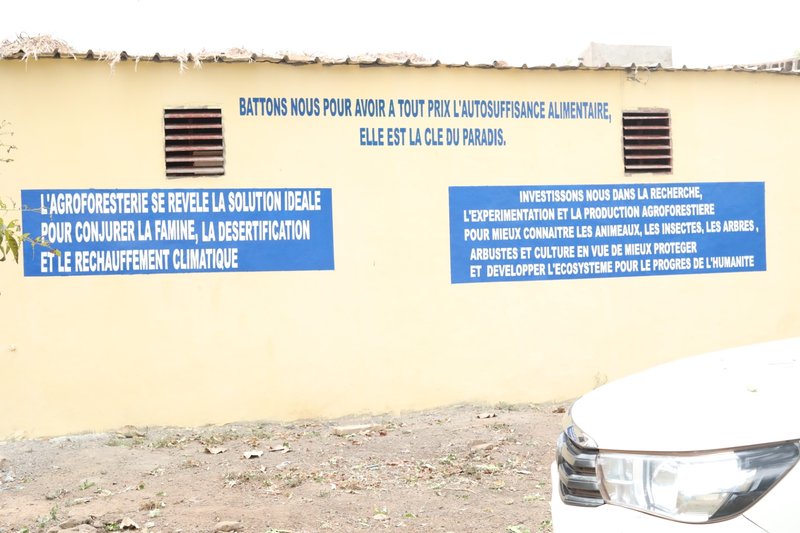 BATTONS NOUS POUR AVOIR A TOUT PRIX L'AUTOSUFFISANCE ALIMENTAIRE,
ELLE EST LA CLE DU PARADIS.
L'AGROFORESTERIE SE REVELE LA SOLUTION IDEALE
POUR CONJURER LA FAMINE, LA DESERTIFICATION
ET LE RECHAUFFEMENT CLIMATIQUE
INVESTISSONS NOUS DANS LA RECHERCHE,
L'EXPERIMENTATION ET LA PRODUCTION AGROFORESTIERE
POUR MIEUX CONNAITRE LES ANIMEAUX, LES INSECTES, LES ARBRES,
ARBUSTES ET CULTURE EN VUE DE MIEUX PROTEGER
ET DEVELOPPER L'ECOSYSTEME POUR LE PROGRES DE L'HUMANITE